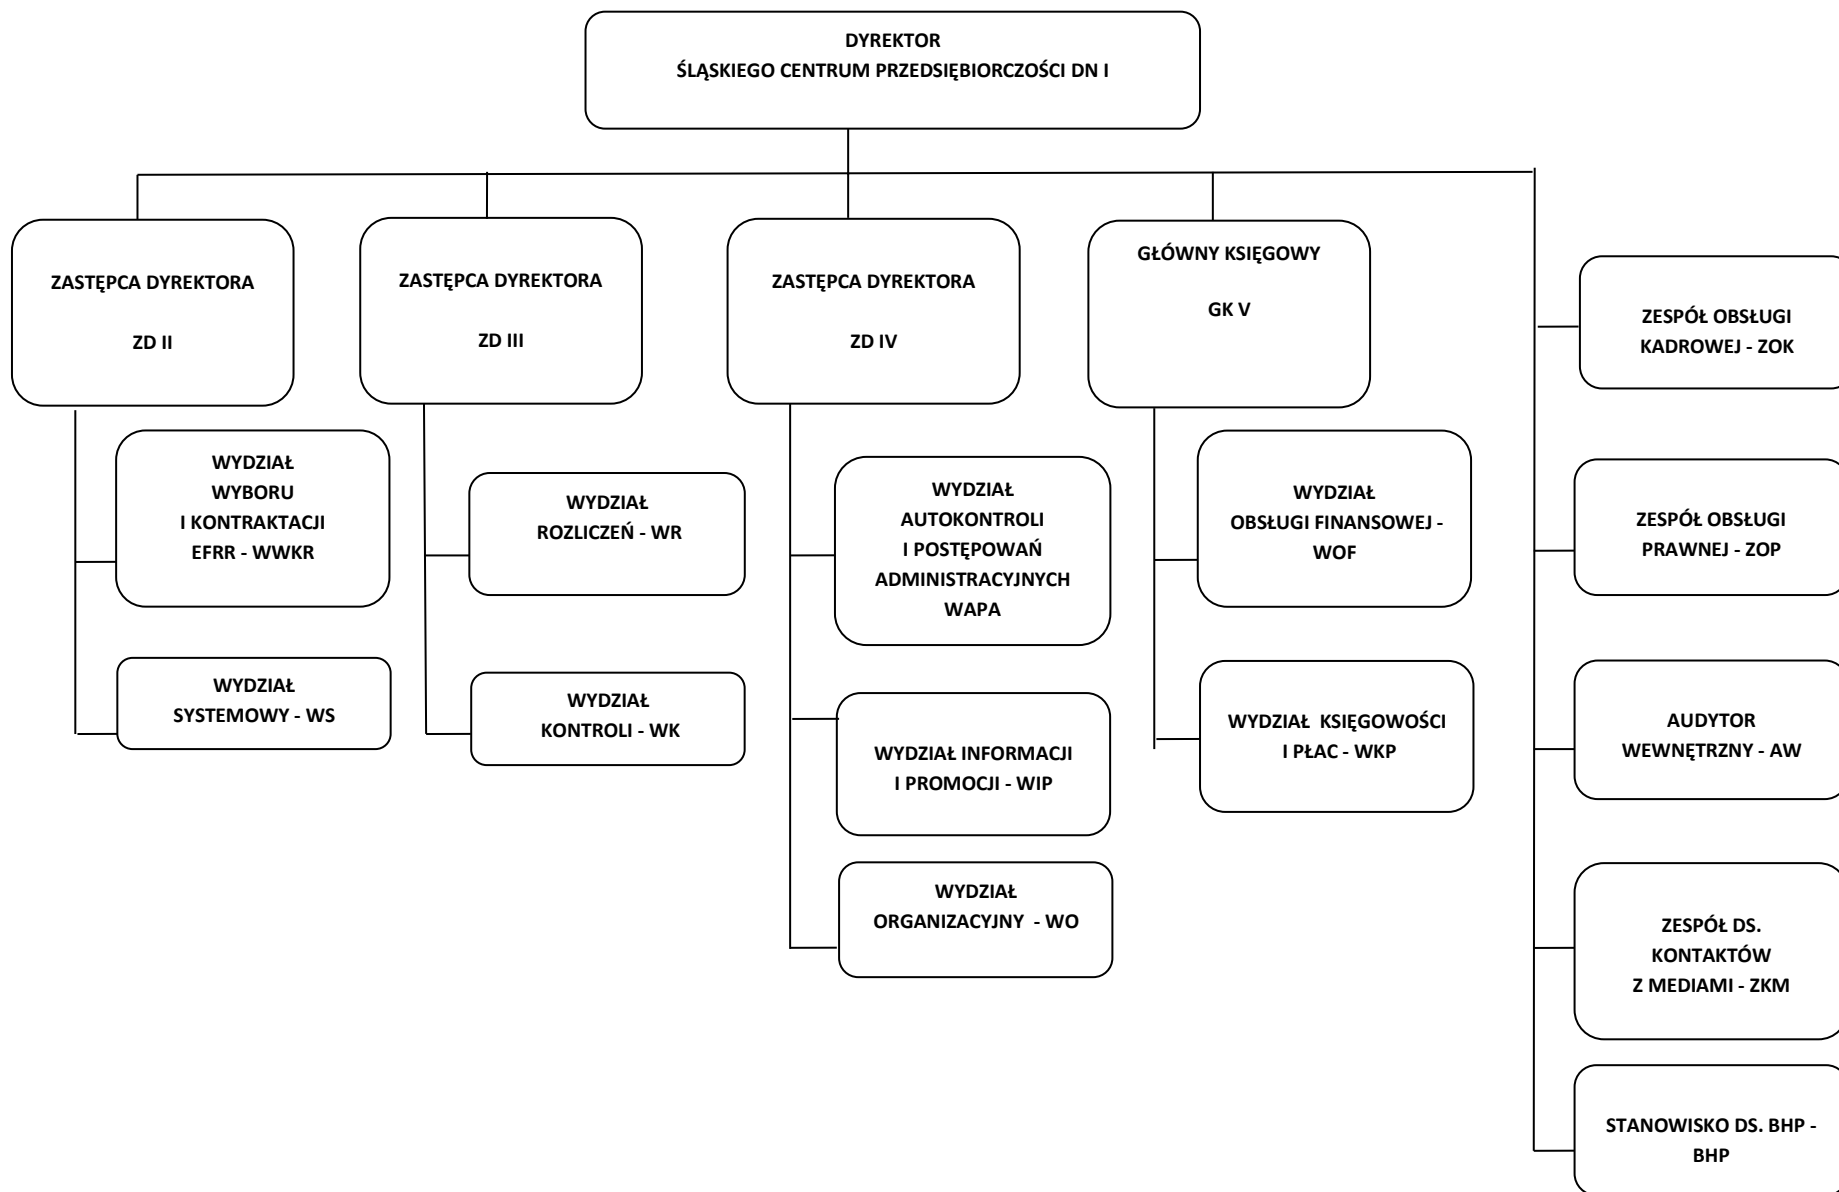 DYREKTOR
ŚLĄSKIEGO CENTRUM PRZEDSIĘBIORCZOŚCI DN I
ZASTĘPCA DYREKTORA
ZD II
ZASTĘPCA DYREKTORA
ZD III
ZASTĘPCA DYREKTORA
ZD IV
GŁÓWNY KSIĘGOWY
GK V
ZESPÓŁ OBSŁUGI
KADROWEJ - ZOK
WYDZIAŁ
WYBORU
I KONTRAKTACJI
EFRR - WWKR
WYDZIAŁ
ROZLICZEŃ - WR
WYDZIAŁ
AUTOKONTROLI
I POSTĘPOWAŃ
ADMINISTRACYJNYCH
WAPA
WYDZIAŁ
OBSŁUGI FINANSOWEJ -
WOF
ZESPÓŁ OBSŁUGI
PRAWNEJ - ZOP
WYDZIAŁ
SYSTEMOWY - WS
WYDZIAŁ
KONTROLI - WK
WYDZIAŁ INFORMACJI
I PROMOCJI - WIP
WYDZIAŁ  KSIĘGOWOŚCI
I PŁAC - WKP
AUDYTOR
WEWNĘTRZNY - AW
WYDZIAŁ
ORGANIZACYJNY  - WO
ZESPÓŁ DS.
KONTAKTÓW
Z MEDIAMI - ZKM
STANOWISKO DS. BHP -
BHP